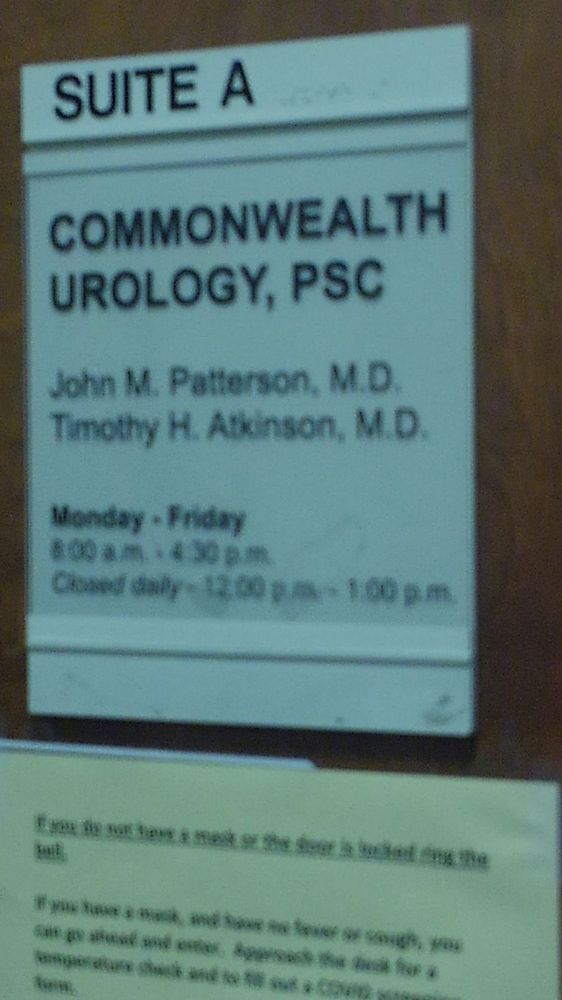 SUITE A
COMMONWEALTH
UROLOGY, PSC
John M. Patterson, M.D.
Timothy H. Atkinson, M.D.
Monday - Friday
8:00 a.m. - 4:30 p.m.
Closed daily - 12:00 p.m. - 1:00 p.m.
If you do not have a mask or the door is locked ring the
bell.
If you have a mask, and have no fever or cough, you
can go ahead and enter. Approach the desk for a
temperature check and to fill out a COVID
form.